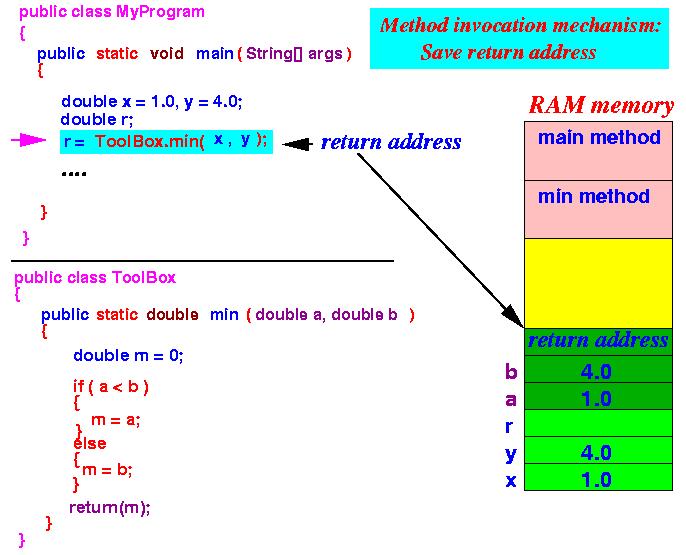 public class MyProgram
{
public static void main ( String[] args )
{
double x = 1.0, y = 4.0;
double r;
r = ToolBox.min( x , y );
....
}
}
return address
public class ToolBox
{
public static double min ( double a, double b )
{
double m = 0;
if ( a < b )
{
m = a;
}
else
{
m = b;
}
return(m);
}
}
Method invocation mechanism:
Save return address
RAM memory
main method
min method
return address
b 4.0
a 1.0
r
y 4.0
x 1.0